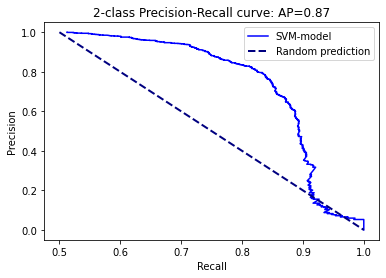 2-class Precision-Recall curve: AP=0.87
SVM-model
Random prediction
Precision
1.0
0.8
0.6
0.4
0.2
0.0
0.5 0.6 0.7 0.8 0.9 1.0
Recall